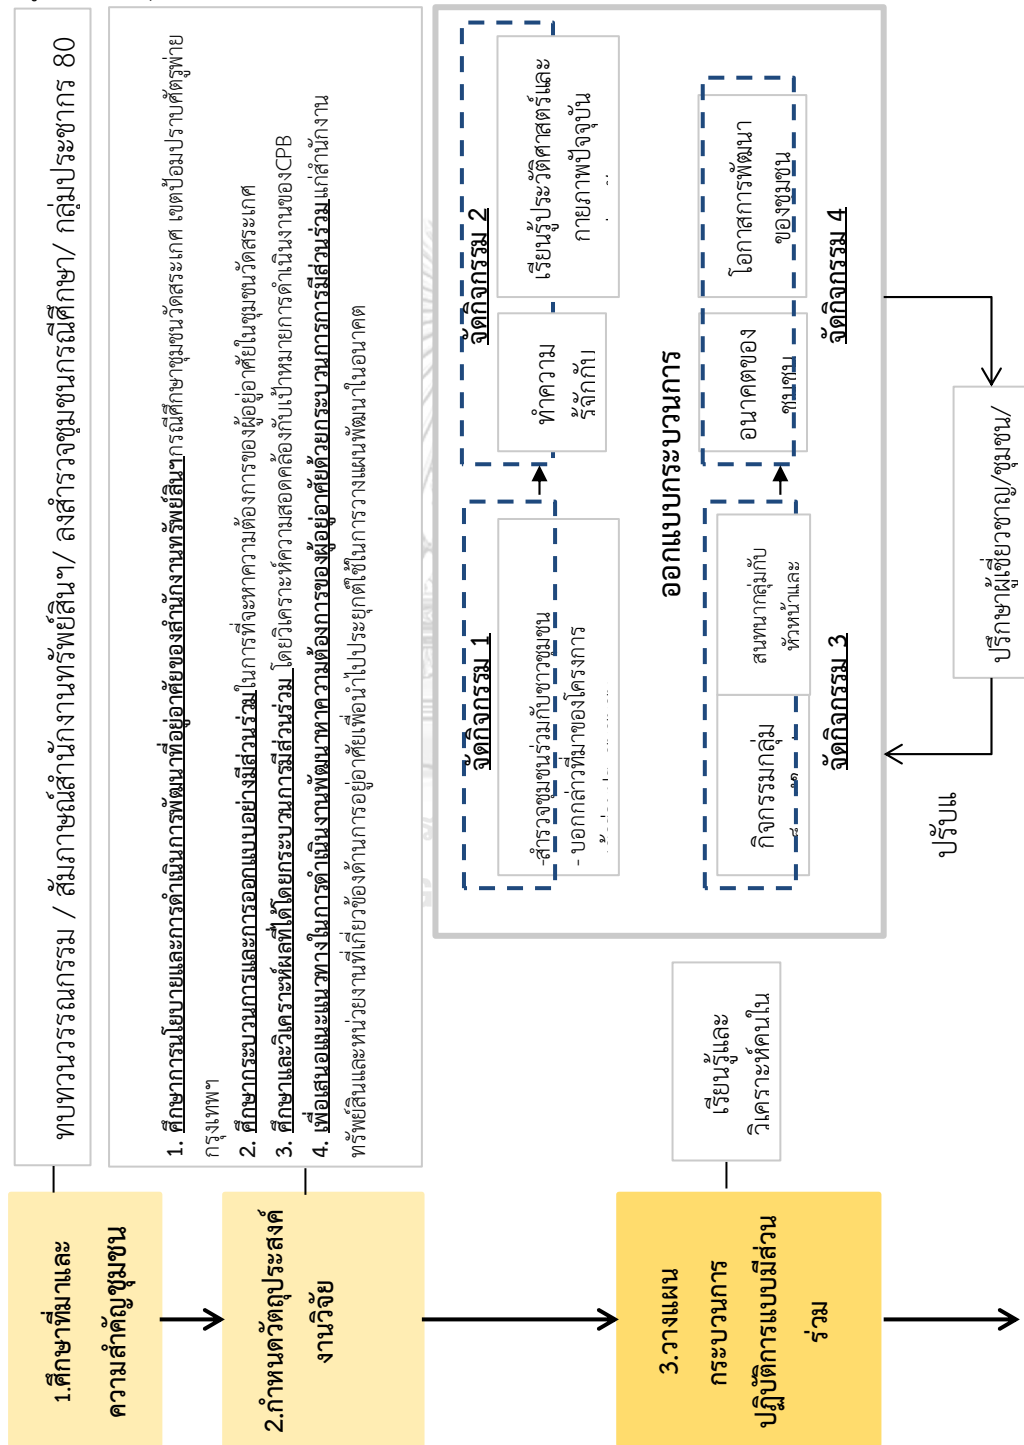 1.ศึกษาที่มาและ
ความสำคัญชุมชน
ทบทวนวรรณกรรม / สัมภาษณ์สำนักงานทรัพย์สินฯ/ ลงสำรวจชุมชนกรณีศึกษา/ กลุ่มประชากร 80
2.กำหนดวัตถุประสงค์
งานวิจัย
1. ศึกษาการนโยบายและการดำเนินการพัฒนาที่อยู่อาศัยของสำนักงานทรัพย์สินฯกรณีศึกษาชุมชนวัดสระเกศ เขตป้อมปราบศัตรูพ่าย
กรุงเทพฯ
2. ศึกษากระบวนการและการออกแบบอย่างมีส่วนร่วมในการที่จะหาความต้องการของผู้อยู่อาศัยในชุมชนวัดสระเกศ
3. ศึกษาและวิเคราะห์ผลที่ได้โดยกระบวนการมีส่วนร่วม โดยวิเคราะห์ความสอดคล้องกับเป้าหมายการดำเนินงานของCPB
4. เพื่อเสนอแนะแนวทางในการดำเนินงานพัฒนาหาความต้องการของผู้อยู่อาศัยด้วยกระบวนการการมีส่วนร่วมแก่สำนักงาน
ทรัพย์สินและหน่วยงานที่เกี่ยวข้องด้านการอยู่อาศัยเพื่อนำไปประยุกต์ใช้ในการวางแผนพัฒนาในอนาคต
3.วางแผน
กระบวนการ
ปฏิบัติการแบบมีส่วน
ร่วม
เรียนรู้และ
วิเคราะห์คนใน
จัดกิจกรรม 1
-สำรวจชุมชนร่วมกับชาวชุมชน
- บอกกล่าวที่มาของโครงการ
จัดกิจกรรม 2
ทำความ
รู้จักกับ
เรียนรู้ประวัติศาสตร์และ
กายภาพปัจจุบัน
ออกแบบกระบวนการ
กิจกรรมกลุ่ม
สนทนากลุ่มกับ
หัวหน้าและ
จัดกิจกรรม 3
อนาคตของ
ชุมชน
โอกาสการพัฒนา
ของชุมชน
จัดกิจกรรม 4
ปรับแ
ปรึกษาผู้เชี่ยวชาญ/ชุมชน/